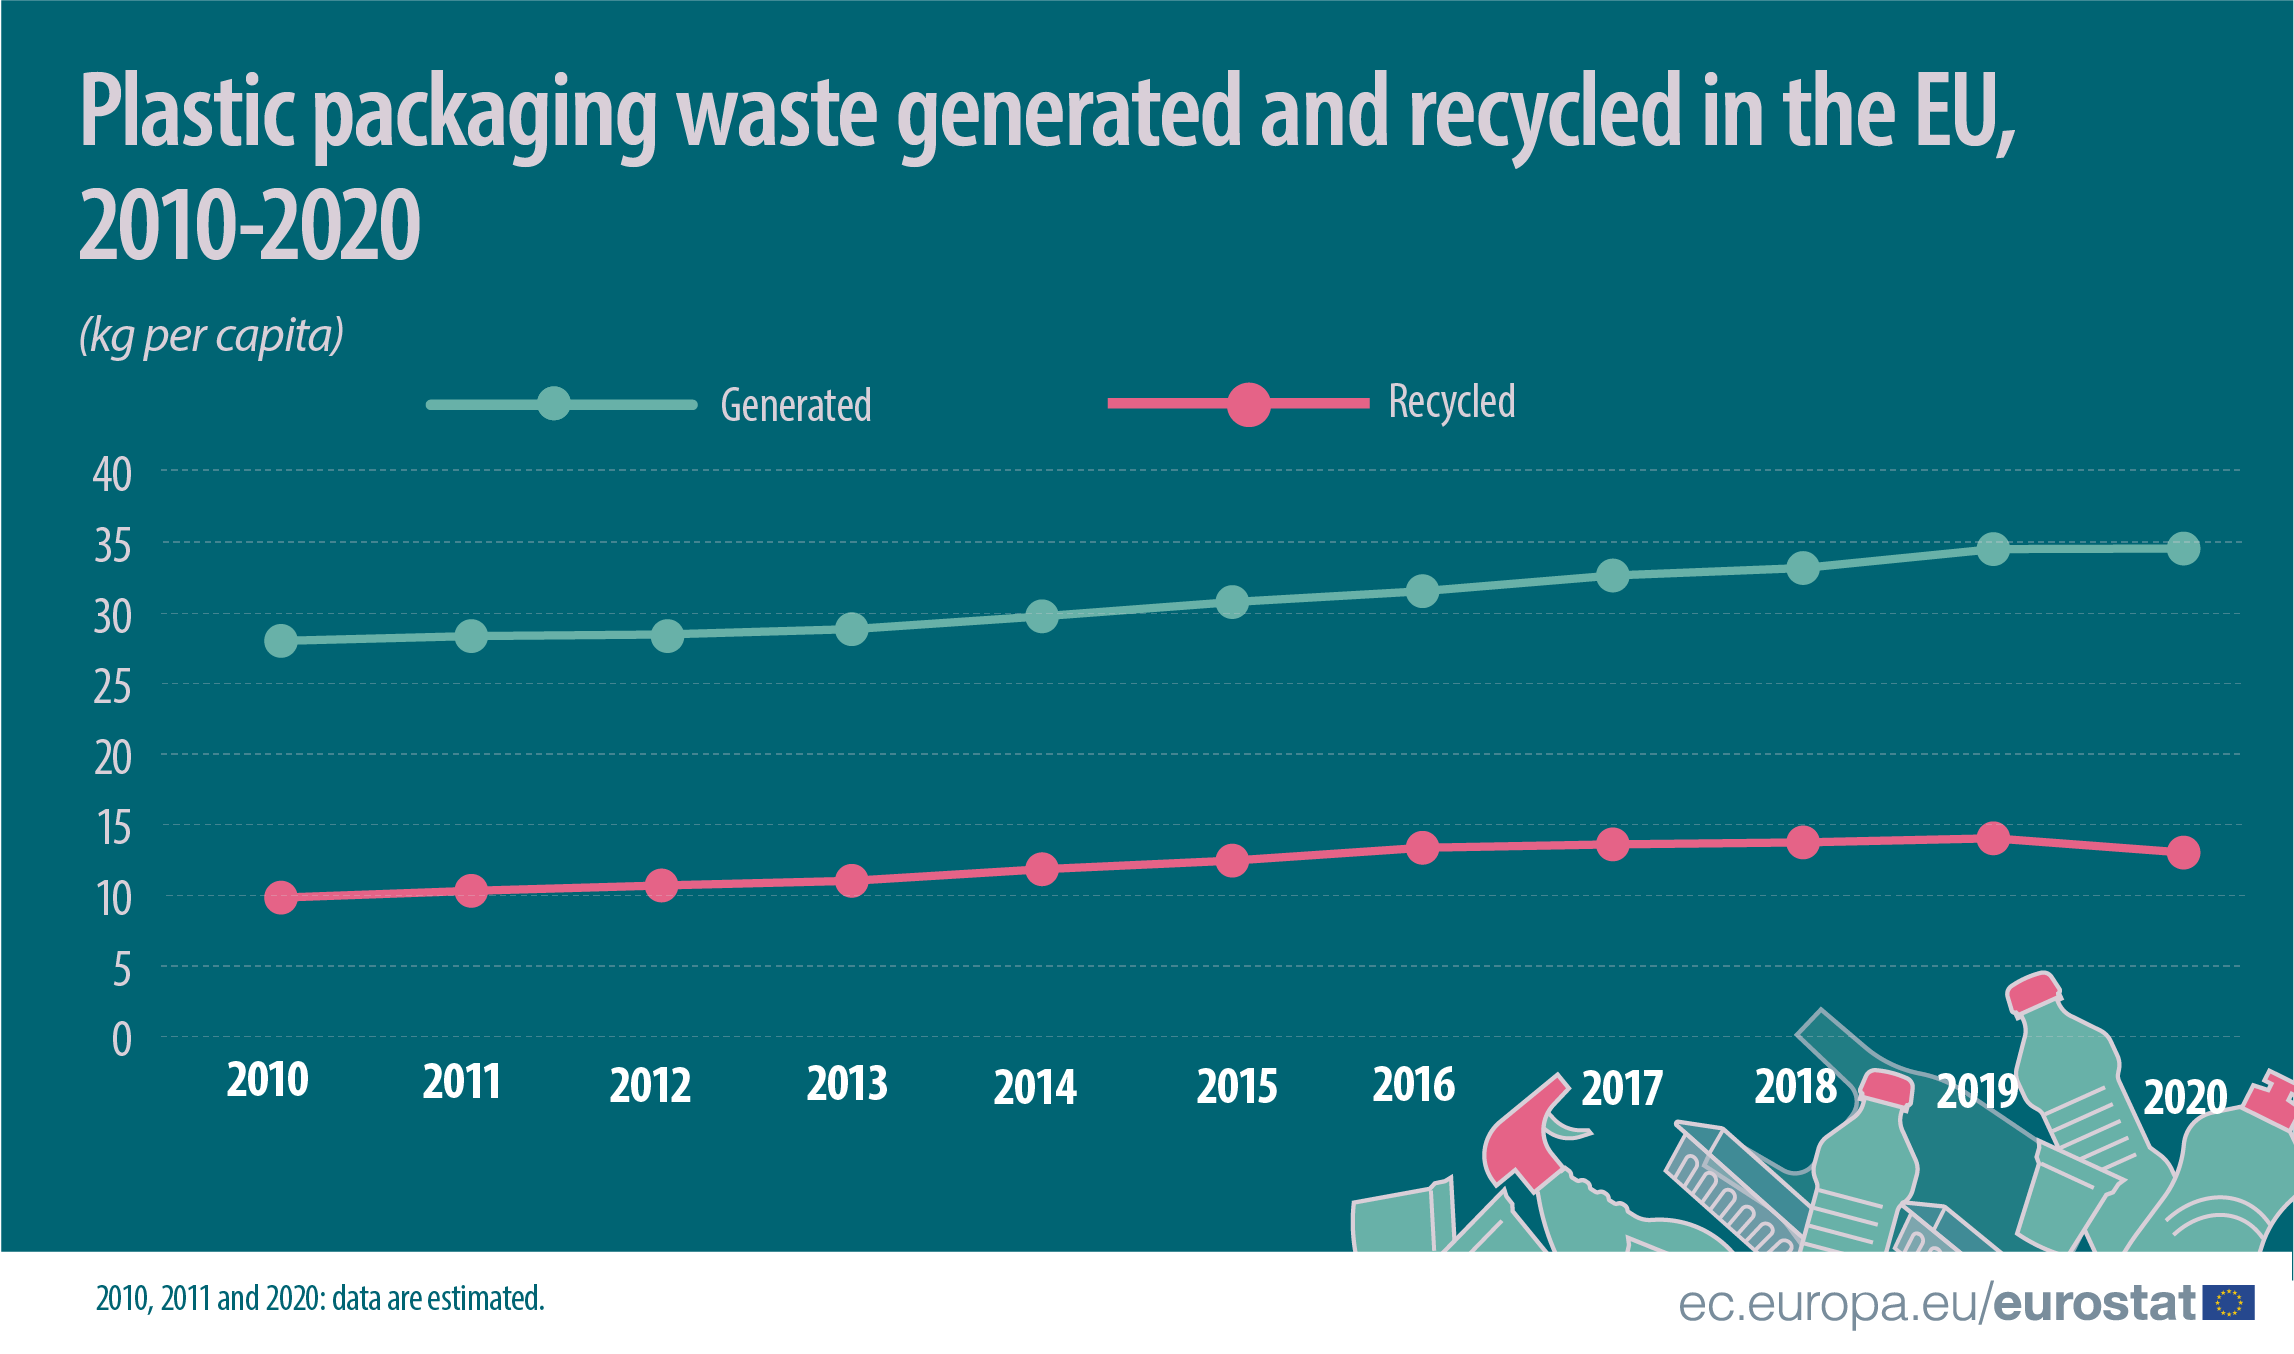 Plastic packaging waste generated and recycled in the EU,
2010-2020
(kg per capita)
Generated
Recycled
40
35
30
25
20
15
10
5
0
2010 2011 2012 2013 2014 2015 2016 2017 2018 2019 2020
2010, 2011 and 2020: data are estimated.
ec.europa.eu/eurostat